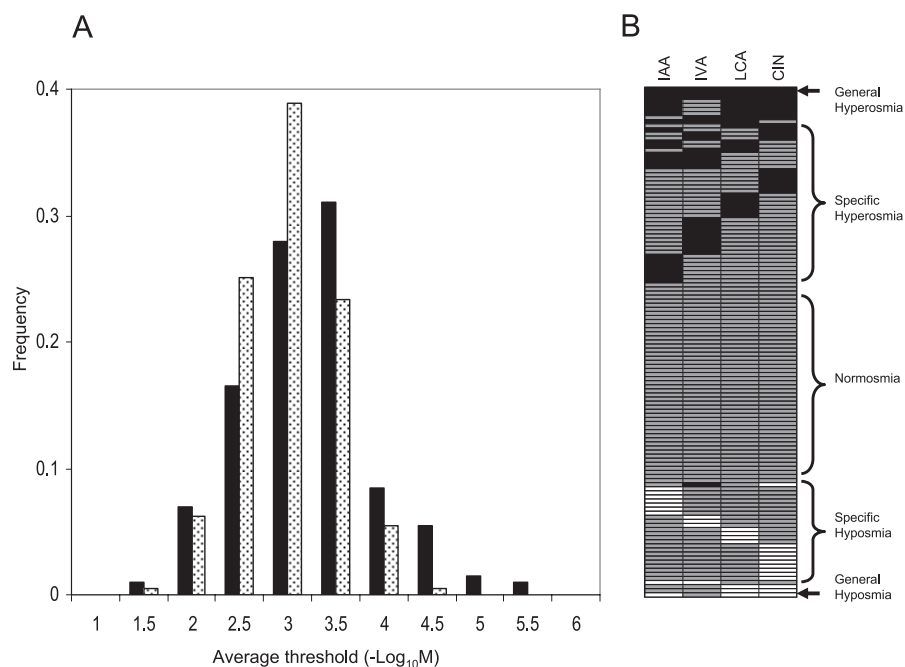 A
0.4
0.3
0.2
0.1
0
Frequency
1 1.5 2 2.5 3 3.5 4 4.5 5 5.5 6
Average threshold (-Log10M)
B
IAA IVA LCA CIN
General
Hyperosmia
Specific
Hyperosmia
Normosmia
Specific
Hyposmia
General
Hyposmia